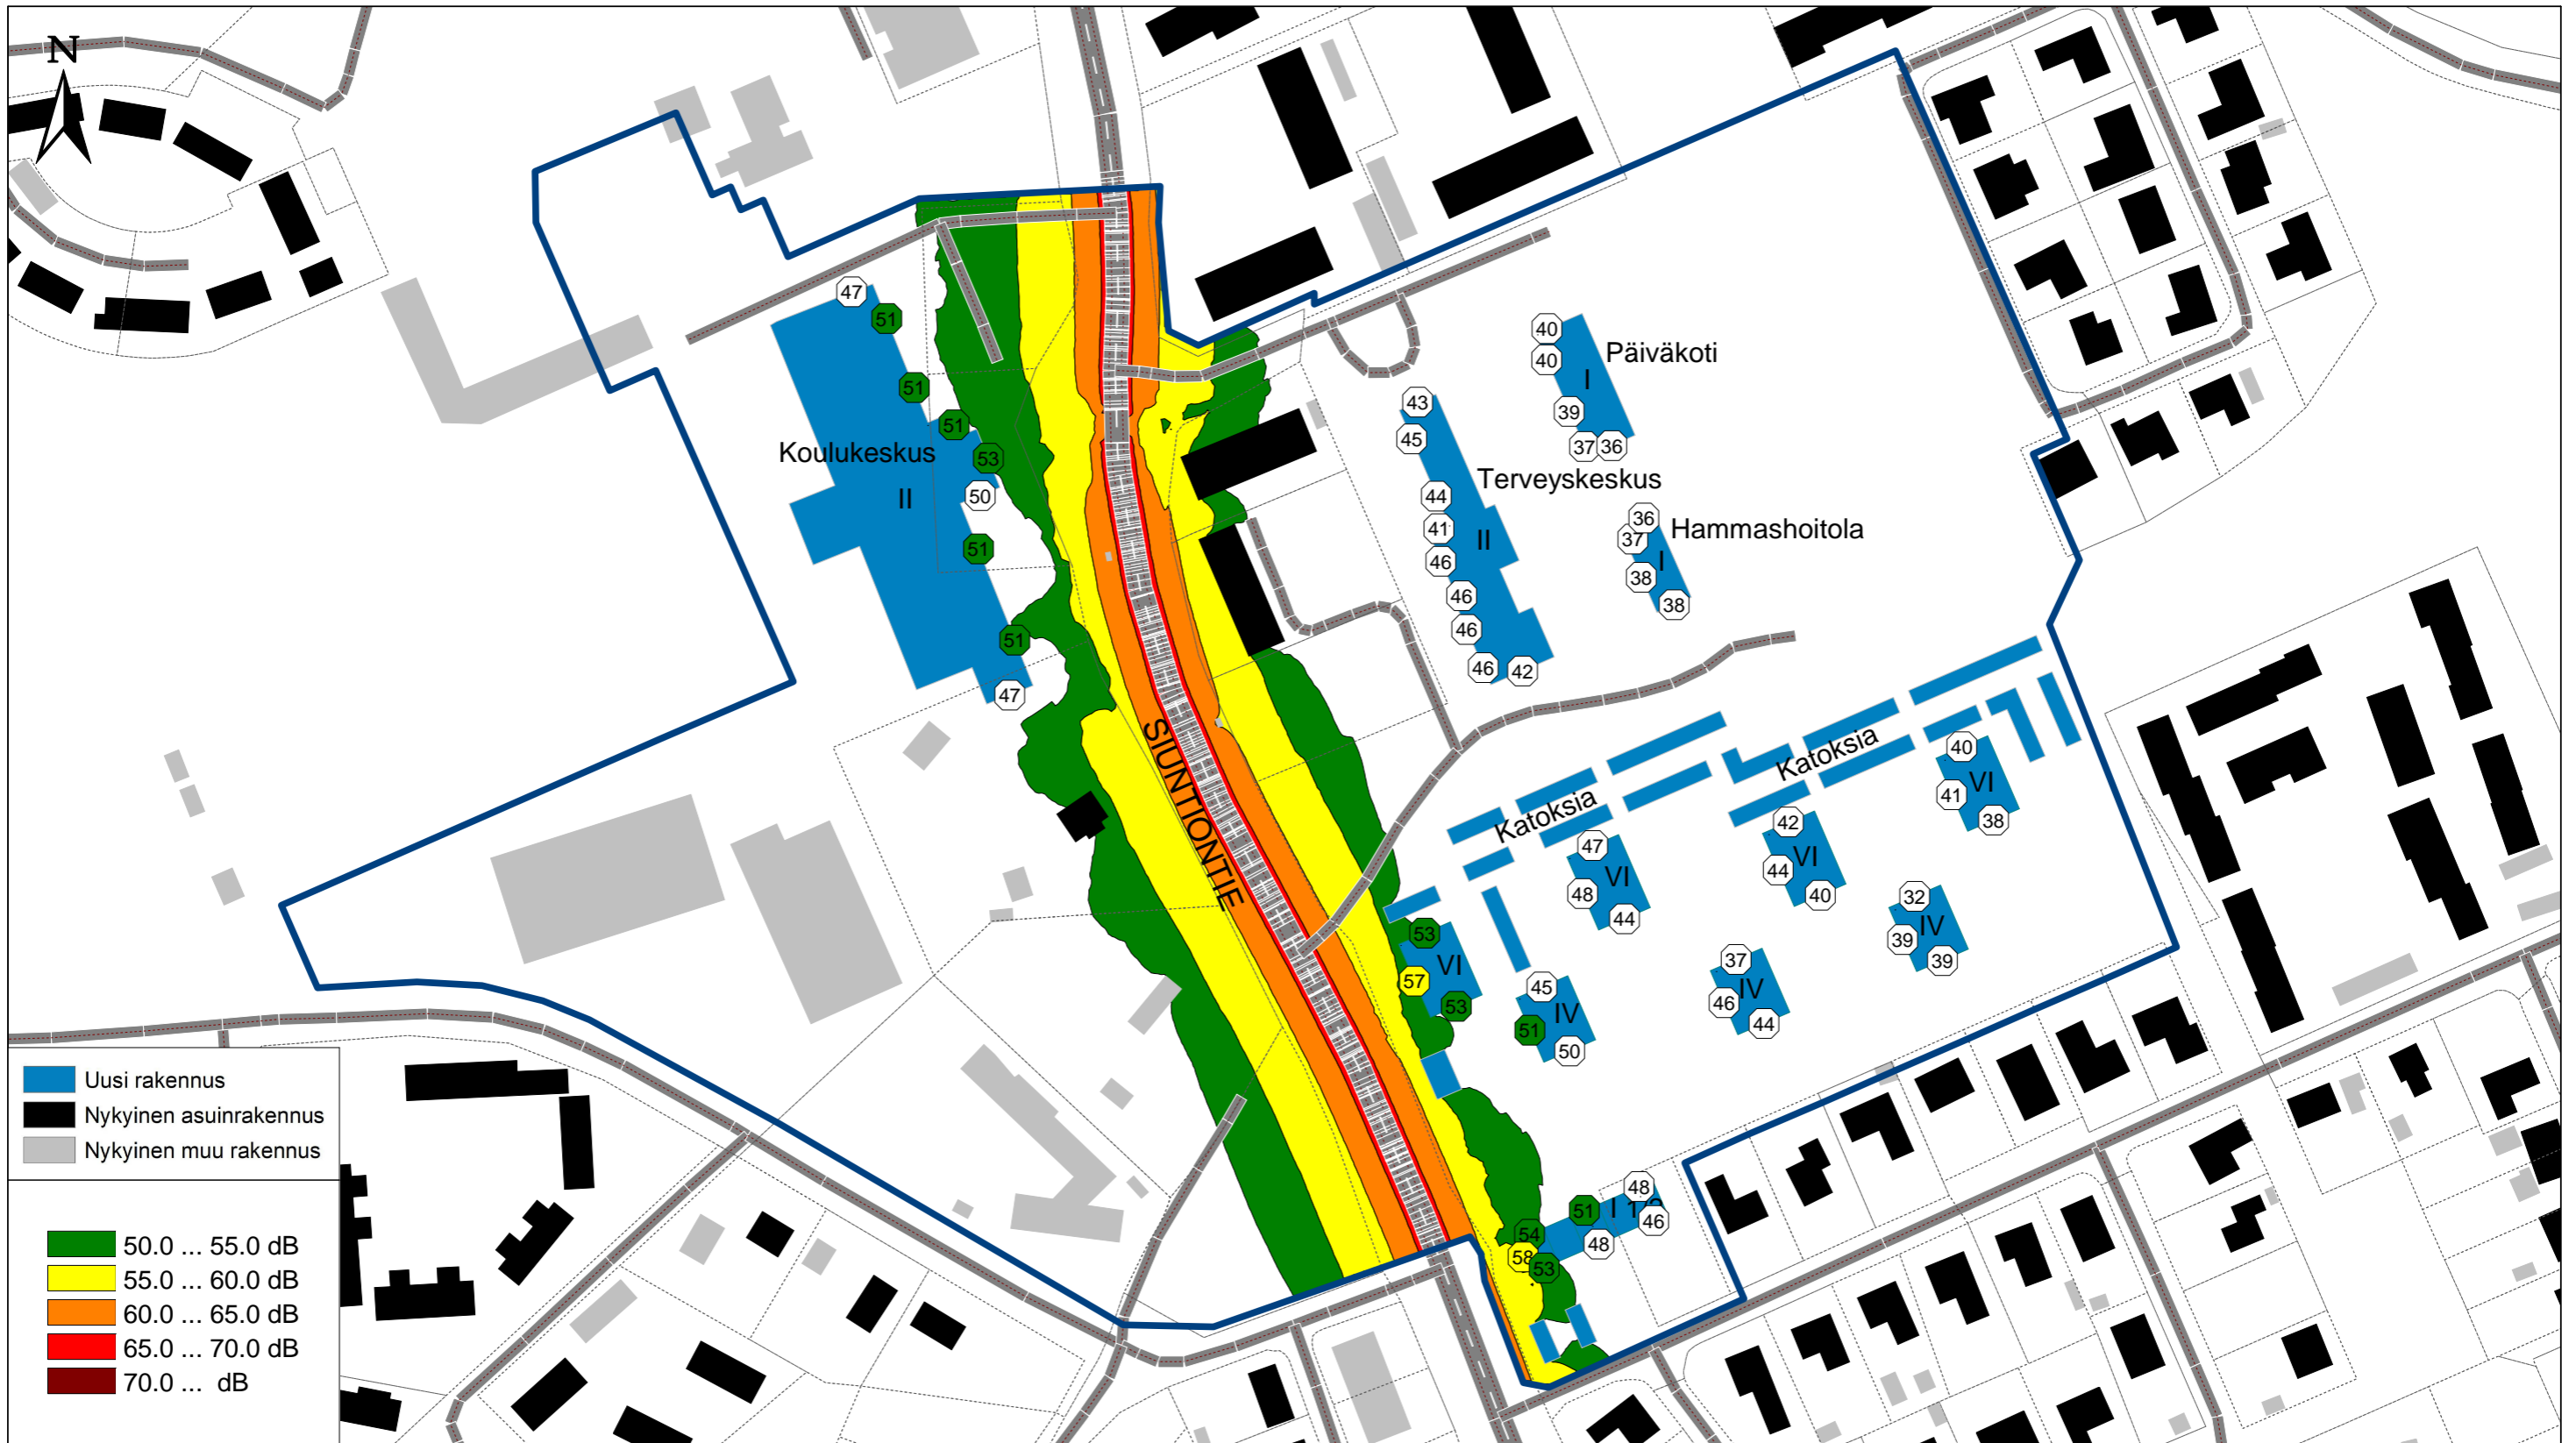 N
47
51
51
51
53
Koulukeskus
II
50
51
51
47
40
40
Päiväkoti
I
39
37
36
43
45
Terveyskeskus
44
41
II
46
46
46
46
42
36
Hammashoitola
37
I
38
38
SIUNTIONTIE
Katoksia
Katoksia
40
VI
41
38
42
VI
44
40
47
VI
48
44
32
IV
39
39
53
VI
57
53
37
IV
46
44
45
IV
51
50
48
51
I
46
48
54
58
53
Uusi rakennus
Nykyinen asuinrakennus
Nykyinen muu rakennus
50.0 ... 55.0 dB
55.0 ... 60.0 dB
60.0 ... 65.0 dB
65.0 ... 70.0 dB
70.0 ... dB